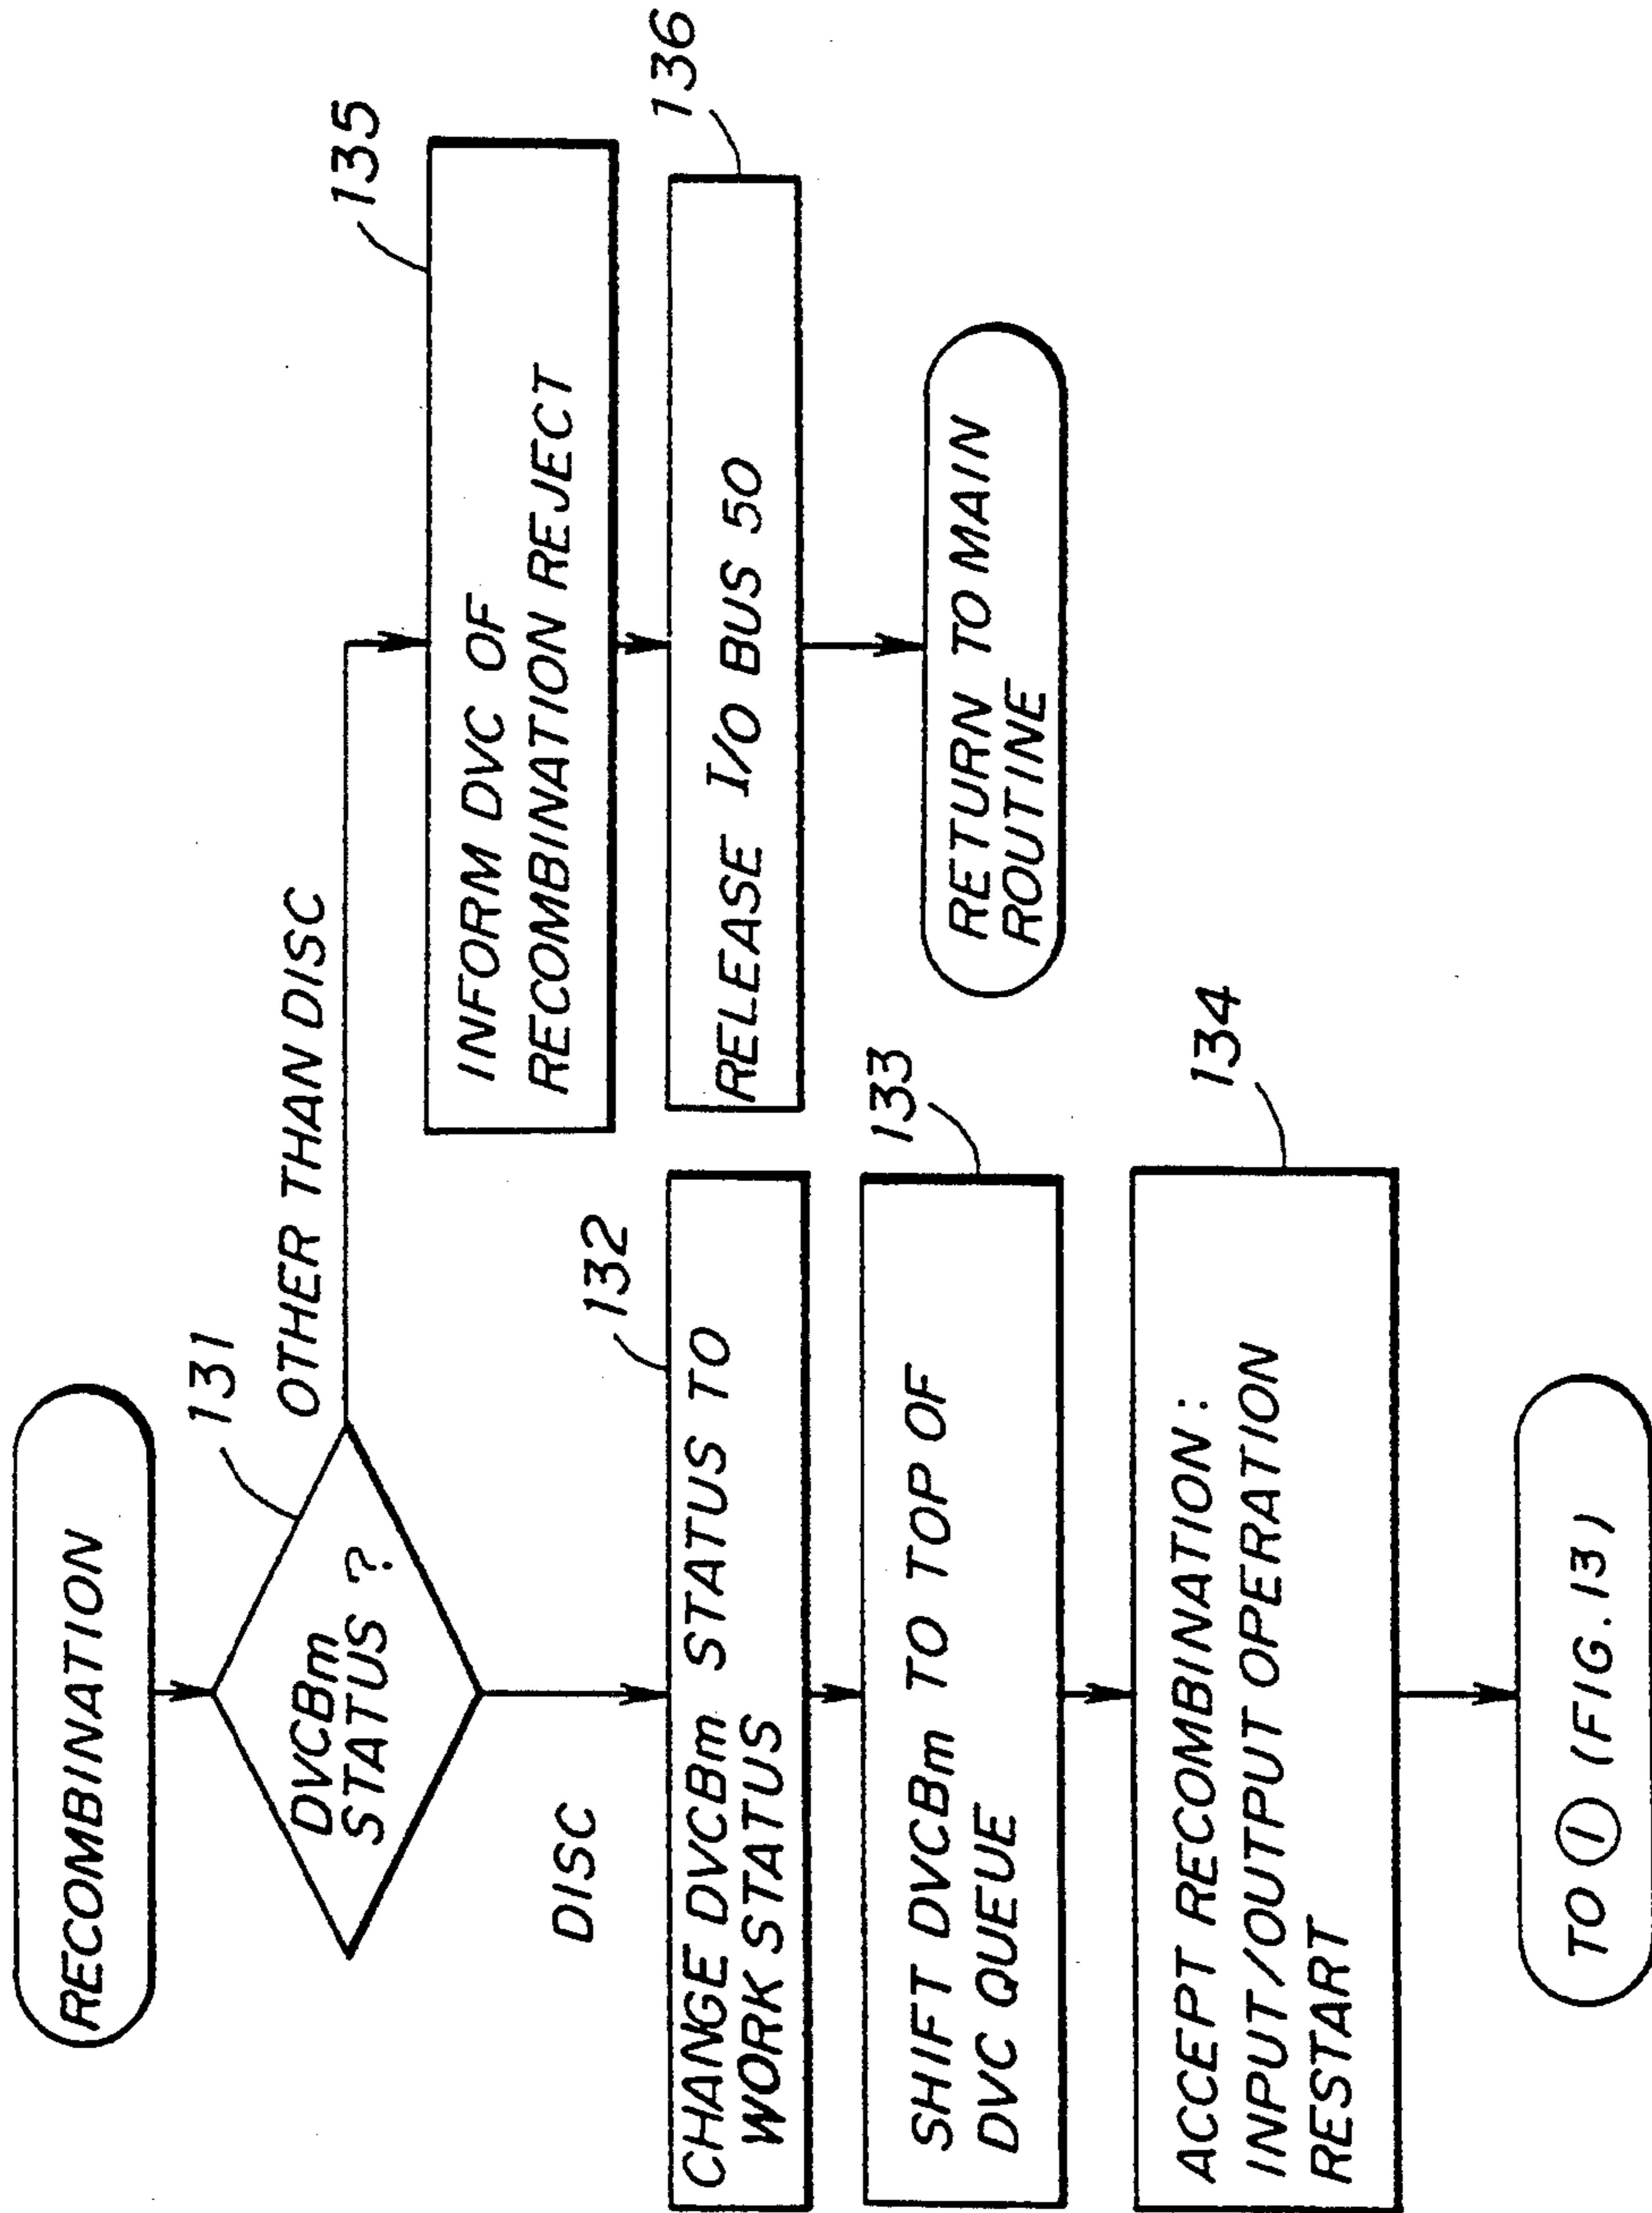 RECOMBINATION
131
DVCBm
STATUS ?
OTHER THAN DISC
DISC
132
CHANGE DVCBm STATUS TO
WORK STATUS
133
SHIFT DVCBm TO TOP OF
DVC QUEUE
134
ACCEPT RECOMBINATION:
INPUT/OUTPUT OPERATION
RESTART
TO 1 (FIG.13)
135
INFORM DVC OF
RECOMBINATION REJECT
136
RELEASE I/O BUS 50
RETURN TO MAIN
ROUTINE